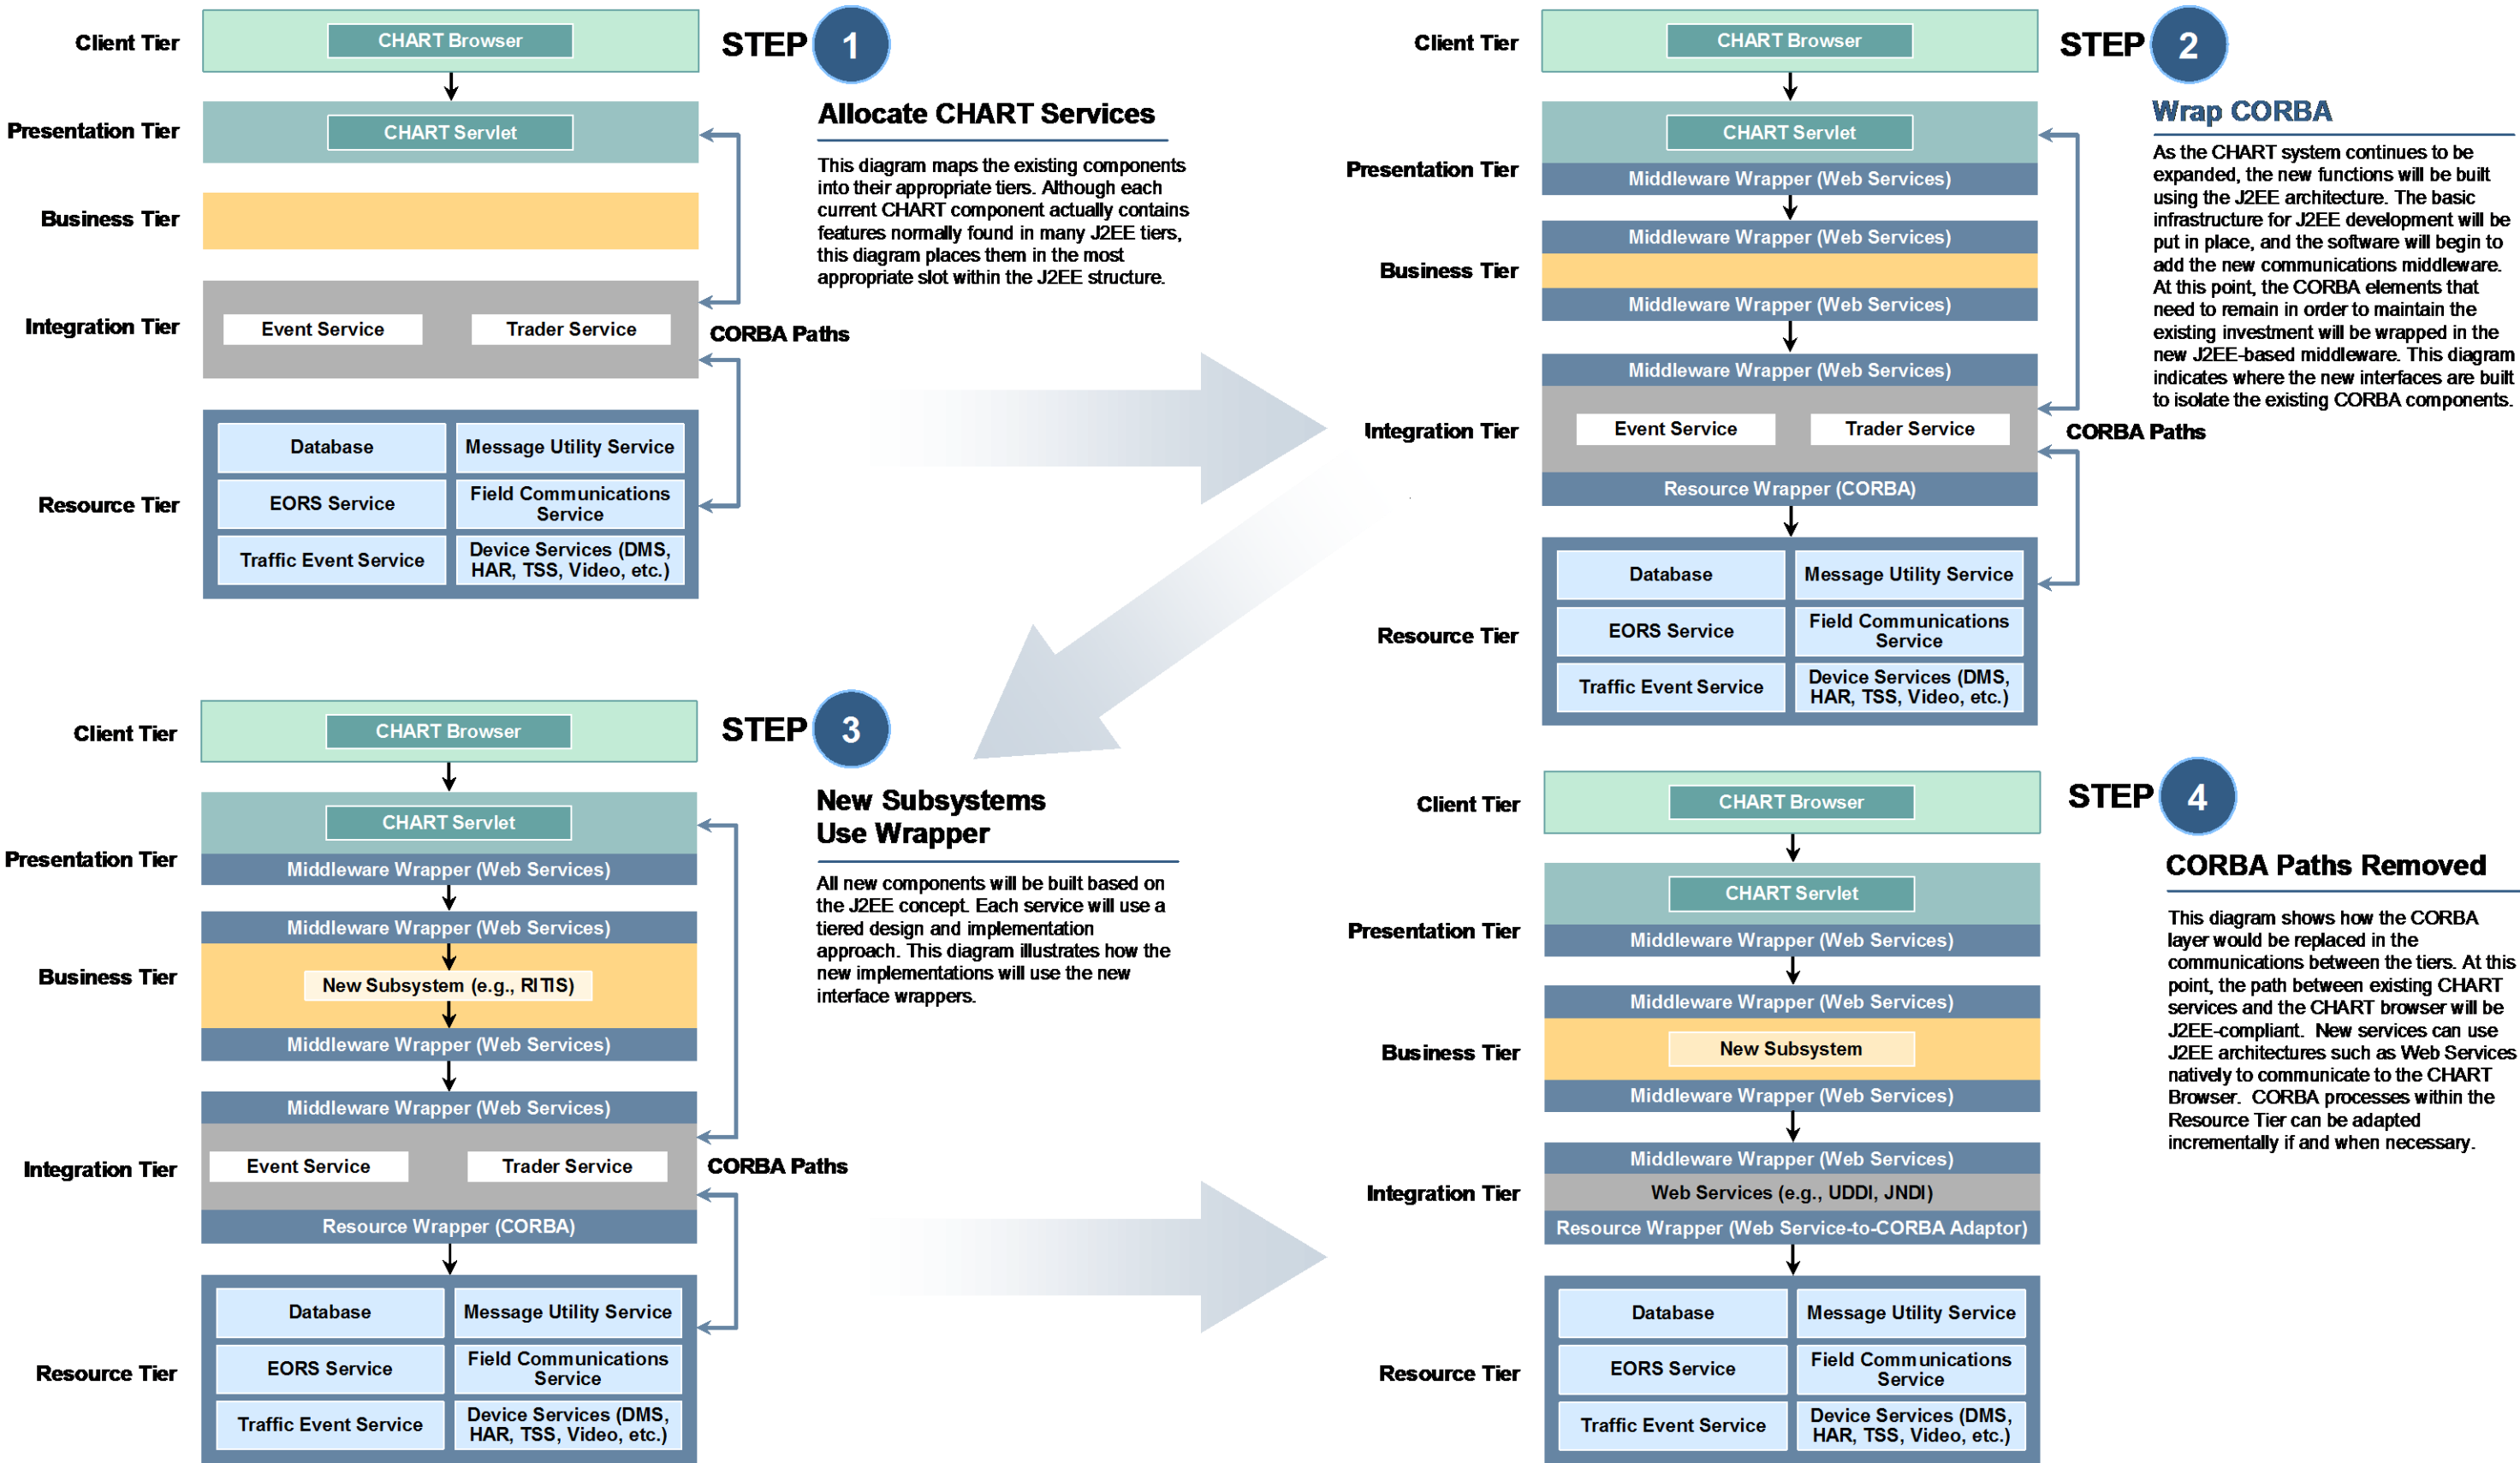 Client Tier
CHART Browser
Presentation Tier
CHART Servlet
Business Tier
Integration Tier
Event Service
Trader Service
CORBA Paths
Resource Tier
Database
Message Utility Service
EORS Service
Field Communications
Service
Traffic Event Service
Device Services (DMS,
HAR, TSS, Video, etc.)
STEP 1
Allocate CHART Services
This diagram maps the existing components
into their appropriate tiers. Although each
current CHART component actually contains
features normally found in many J2EE tiers,
this diagram places them in the most
appropriate slot within the J2EE structure.
Client Tier
CHART Browser
Presentation Tier
CHART Servlet
Middleware Wrapper (Web Services)
Business Tier
Middleware Wrapper (Web Services)
Middleware Wrapper (Web Services)
Integration Tier
Middleware Wrapper (Web Services)
Event Service
Trader Service
Resource Wrapper (CORBA)
CORBA Paths
Resource Tier
Database
Message Utility Service
EORS Service
Field Communications
Service
Traffic Event Service
Device Services (DMS,
HAR, TSS, Video, etc.)
STEP 2
Wrap CORBA
As the CHART system continues to be
expanded, the new functions will be built
using the J2EE architecture. The basic
infrastructure for J2EE development will be
put in place, and the software will begin to
add the new communications middleware.
At this point, the CORBA elements that
need to remain in order to maintain the
existing investment will be wrapped in the
new J2EE-based middleware. This diagram
indicates where the new interfaces are built
to isolate the existing CORBA components.
Client Tier
CHART Browser
Presentation Tier
CHART Servlet
Middleware Wrapper (Web Services)
Business Tier
Middleware Wrapper (Web Services)
New Subsystem (e.g., RITIS)
Middleware Wrapper (Web Services)
Integration Tier
Middleware Wrapper (Web Services)
Event Service
Trader Service
Resource Wrapper (CORBA)
CORBA Paths
Resource Tier
Database
Message Utility Service
EORS Service
Field Communications
Service
Traffic Event Service
Device Services (DMS,
HAR, TSS, Video, etc.)
STEP 3
New Subsystems
Use Wrapper
All new components will be built based on
the J2EE concept. Each service will use a
tiered design and implementation
approach. This diagram illustrates how the
new implementations will use the new
interface wrappers.
Client Tier
CHART Browser
Presentation Tier
CHART Servlet
Middleware Wrapper (Web Services)
Business Tier
Middleware Wrapper (Web Services)
New Subsystem
Middleware Wrapper (Web Services)
Integration Tier
Middleware Wrapper (Web Services)
Web Services (e.g., UDDI, JNDI)
Resource Wrapper (Web Service-to-CORBA Adaptor)
Resource Tier
Database
Message Utility Service
EORS Service
Field Communications
Service
Traffic Event Service
Device Services (DMS,
HAR, TSS, Video, etc.)
STEP 4
CORBA Paths Removed
This diagram shows how the CORBA
layer would be replaced in the
communications between the tiers. At this
point, the path between existing CHART
services and the CHART browser will be
J2EE-compliant. New services can use
J2EE architectures such as Web Services
natively to communicate to the CHART
Browser. CORBA processes within the
Resource Tier can be adapted
incrementally if and when necessary.